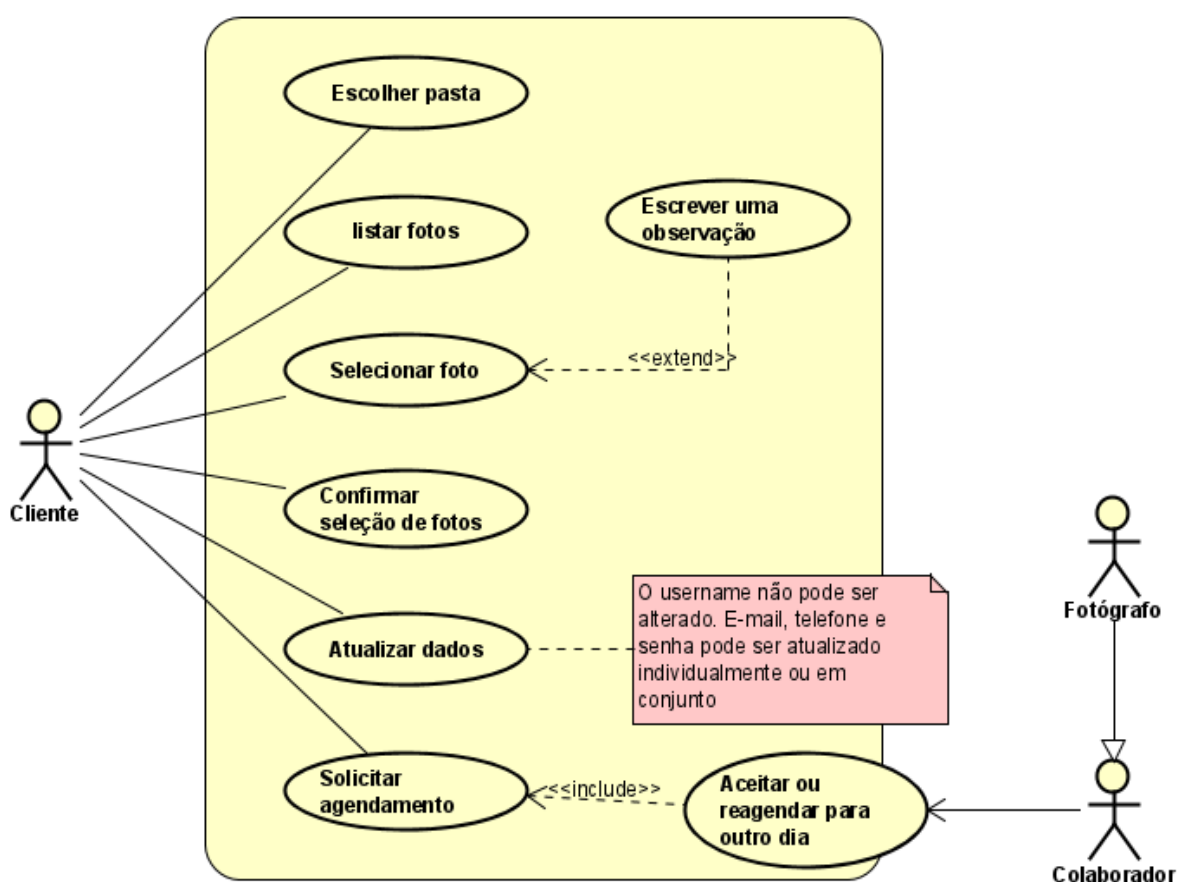 Escolher pasta
listar fotos
Escrever uma
observação
Selecionar foto
<<extend>>
Cliente
Confirmar
seleção de fotos
Fotógrafo
O username não pode ser
alterado. E-mail, telefone e
senha pode ser atualizado
individualmente ou em
conjunto
Atualizar dados
Solicitar
agendamento
<<include>>
Aceitar ou
reagendar para
outro dia
Colaborador